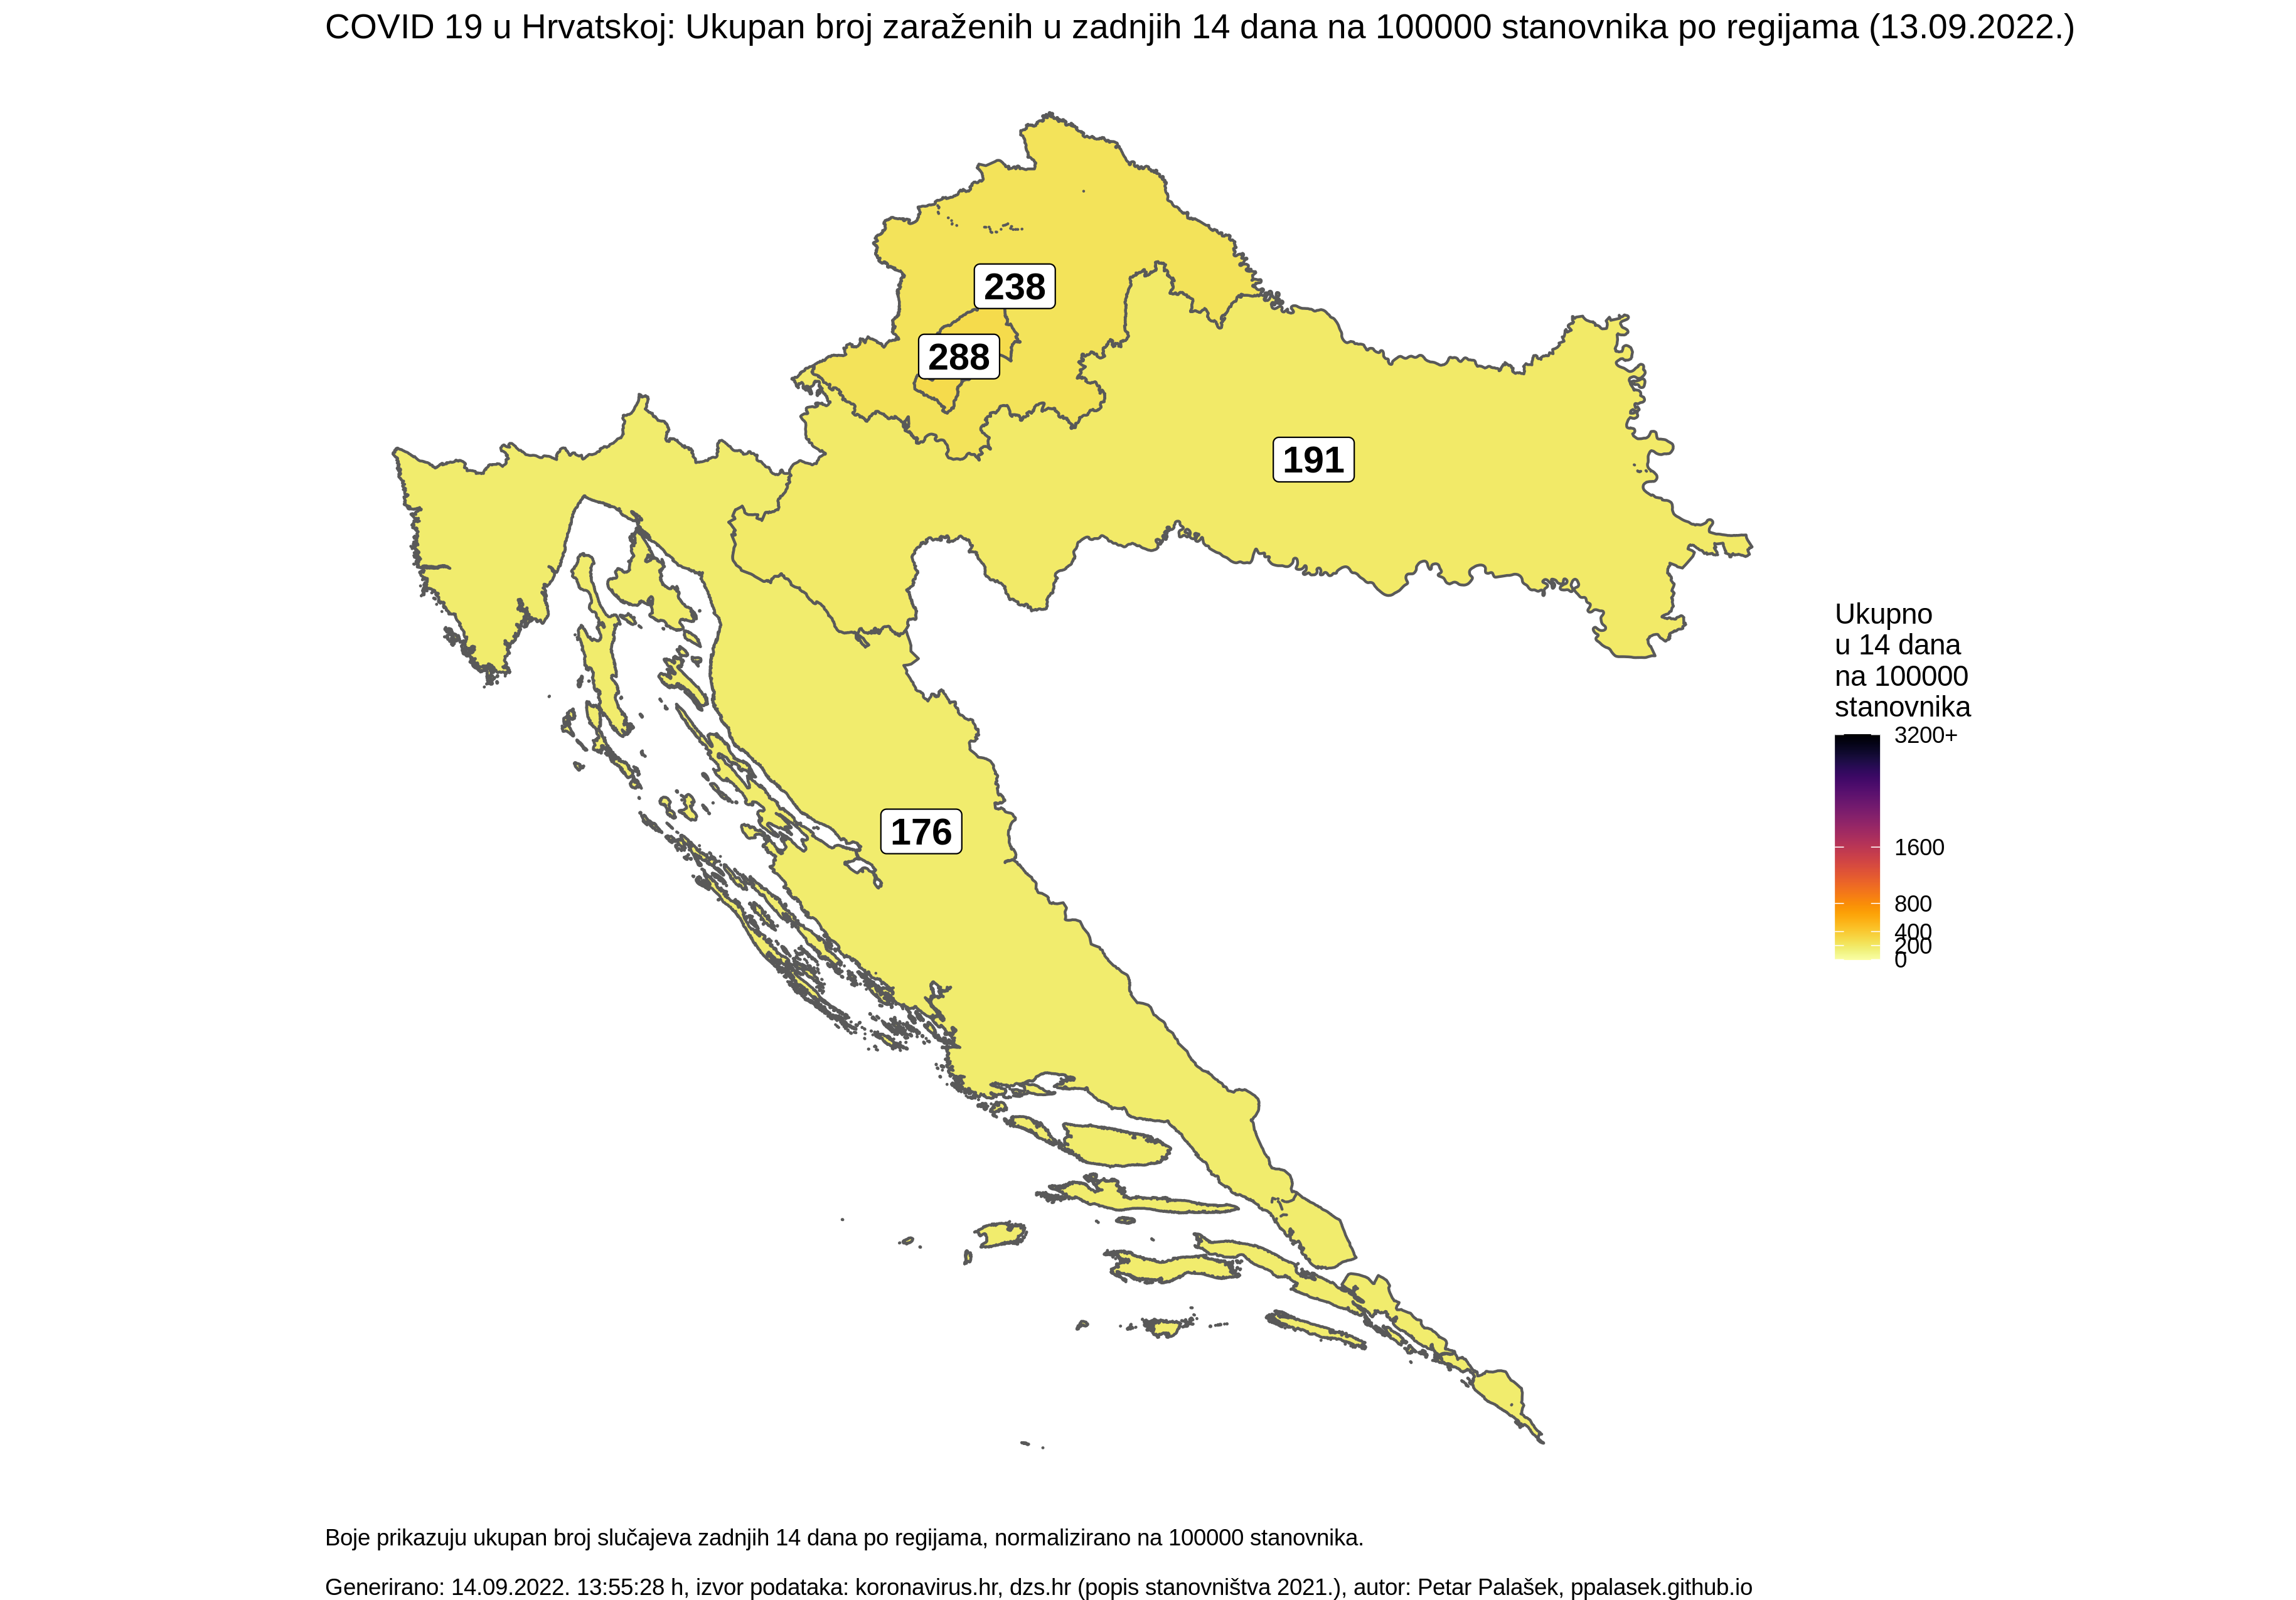 COVID 19 u Hrvatskoj: Ukupan broj zaraženih u zadnjih 14 dana na 100000 stanovnika po regijama (13.09.2022.)
238
288
191
176
Ukupno
u 14 dana
na 100000
stanovnika
3200+
1600
800
400
200
0
Boje prikazuju ukupan broj slučajeva zadnjih 14 dana po regijama, normalizirano na 100000 stanovnika.
Generirano: 14.09.2022. 13:55:28 h, izvor podataka: koronavirus.hr, dzs.hr (popis stanovništva 2021.), autor: Petar Palašek, ppalasek.github.io